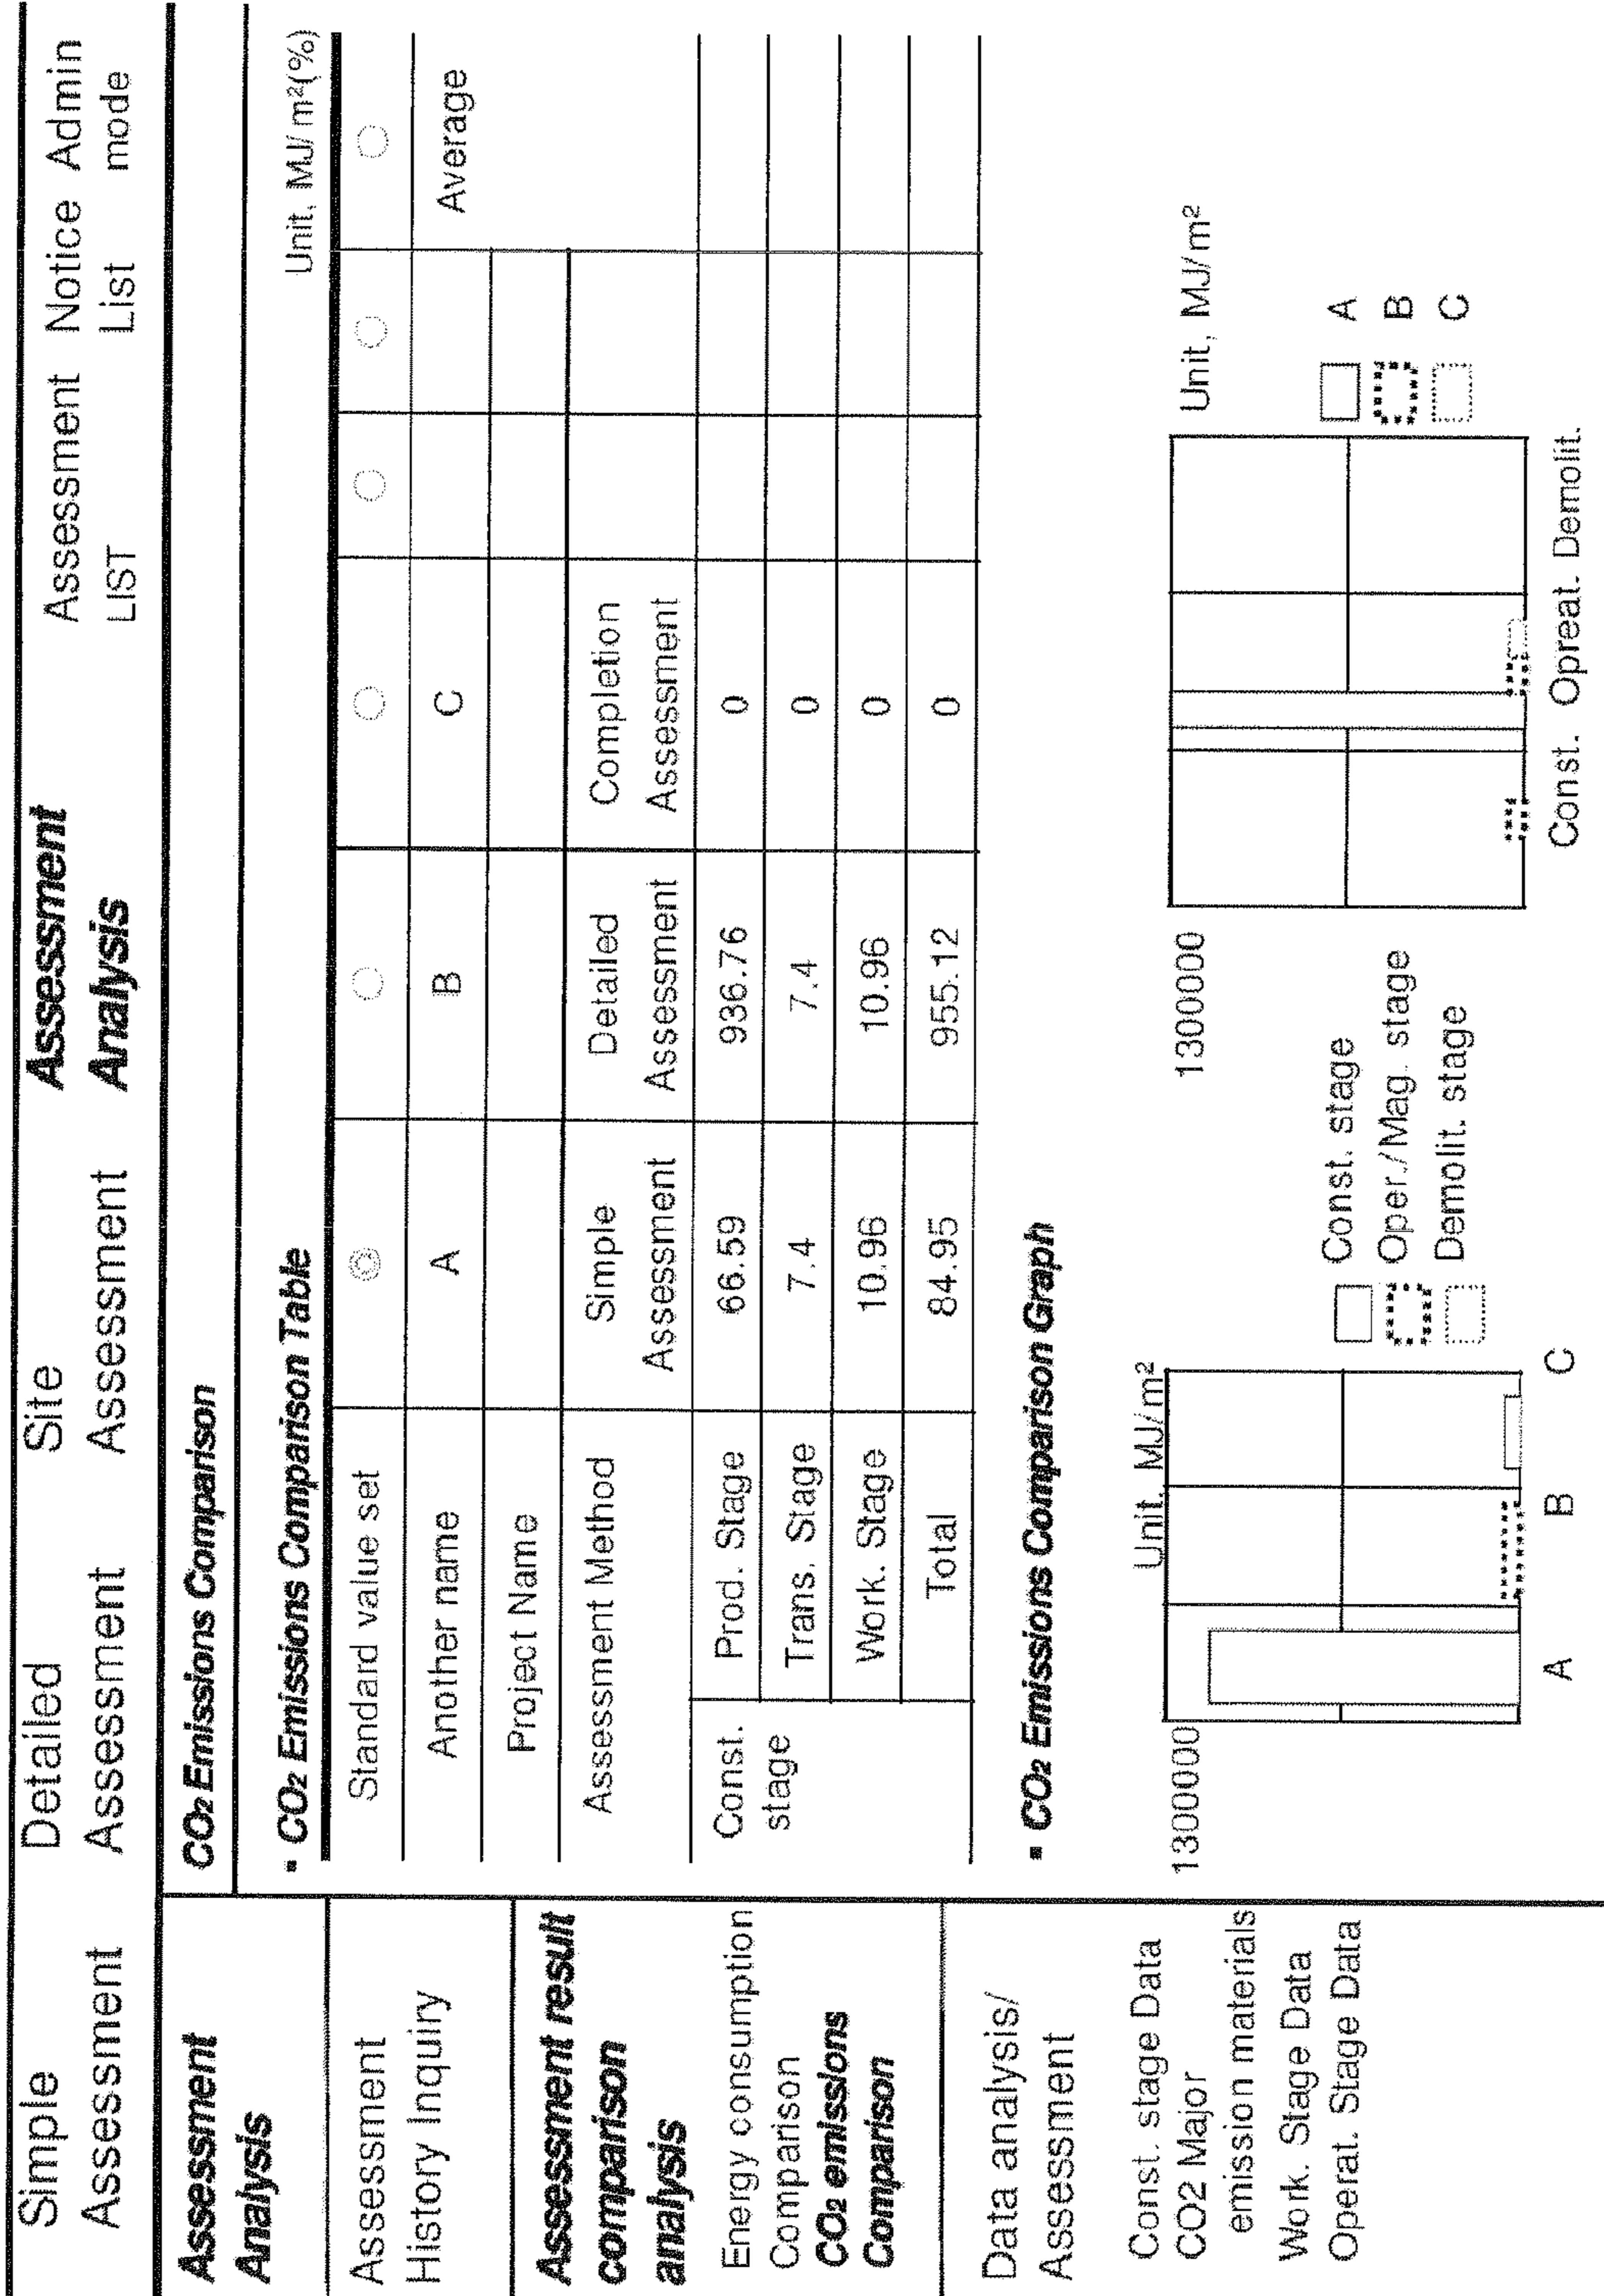 Simple Detailed Site Assessment Assessment Notice Admin
Assessment Assessment Assessment Analysis LIST List mode
Assessment
Analysis
Assessment
History Inquiry
Assessment result
comparison
analysis
Energy consumption
Comparison
CO₂ emissions
Comparison
Data analysis/
Assessment
Const. stage Data
CO2 Major
emission materials
Work. Stage Data
Operat. Stage Data
CO₂ Emissions Comparison
▪ CO₂ Emissions Comparison Table
Unit, MJ/m²(%)
Standard value set
Another name A B C Average
Project Name
Assessment Method Simple Assessment Detailed Assessment Completion Assessment
Const. stage
Prod. Stage 66.59 936.76 0
Trans. Stage 7.4 7.4 0
Work. Stage 10.96 10.96 0
Total 84.95 955.12 0
▪ CO₂ Emissions Comparison Graph
1300000
Unit. MJ/m²
A B C
Const. stage
Oper./Mag. stage
Demolit. stage
1300000
Unit, MJ/m²
Const. Opreat. Demolit.
A
B
C